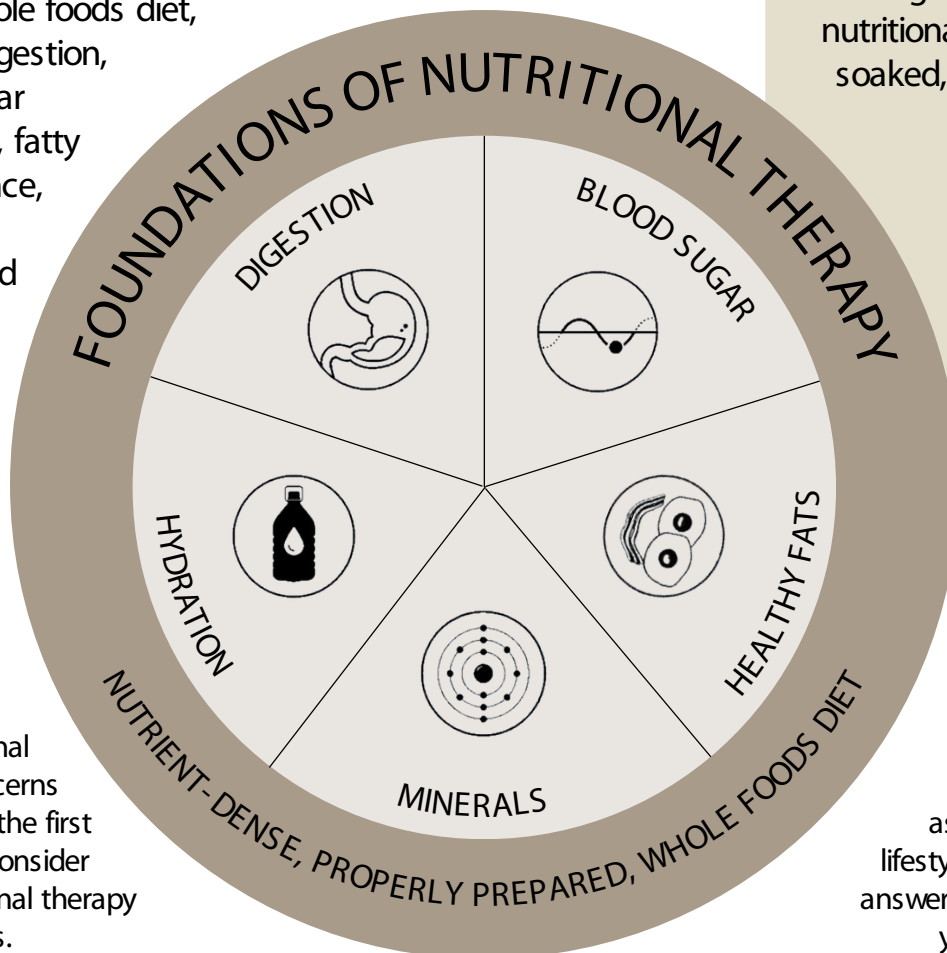 ole foods diet,
gestion,
ar
, fatty
ce,
d
nutritiona
soaked,
FOUNDATIONS OF NUTRITIONAL THERAPY
DIGESTION
BLOOD SUGAR
HYDRATION
HEALTHY FATS
MINERALS
NUTRIENT-DENSE, PROPERLY PREPARED, WHOLE FOODS DIET
nal
cerns
the first
onsider
nal therapy
s.
as
lifesty
answer
y